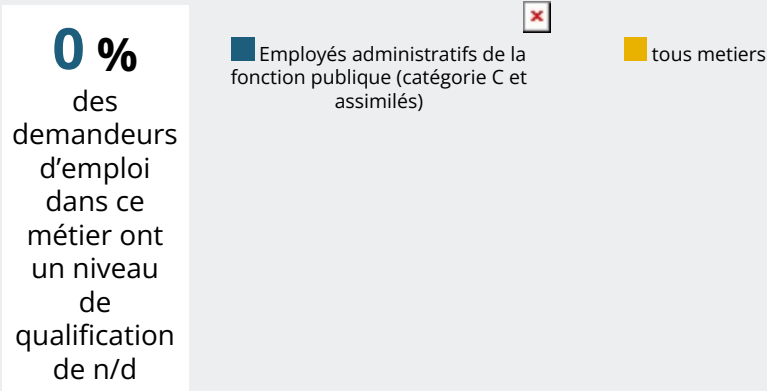 0 %
des
demandeurs
d'emploi
dans ce
métier ont
un niveau
de
qualification
de n/d
Employés administratifs de la
fonction publique (catégorie C et
assimilés)
tous metiers